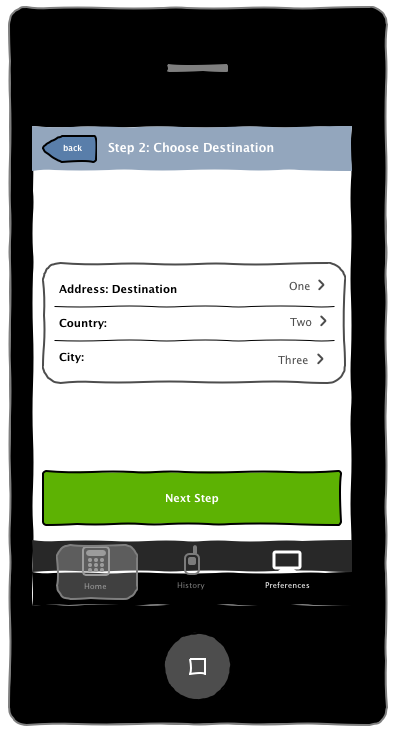 back Step 2: Choose Destination
Address: Destination One
Country: Two
City: Three
Next Step
Home History Preferences